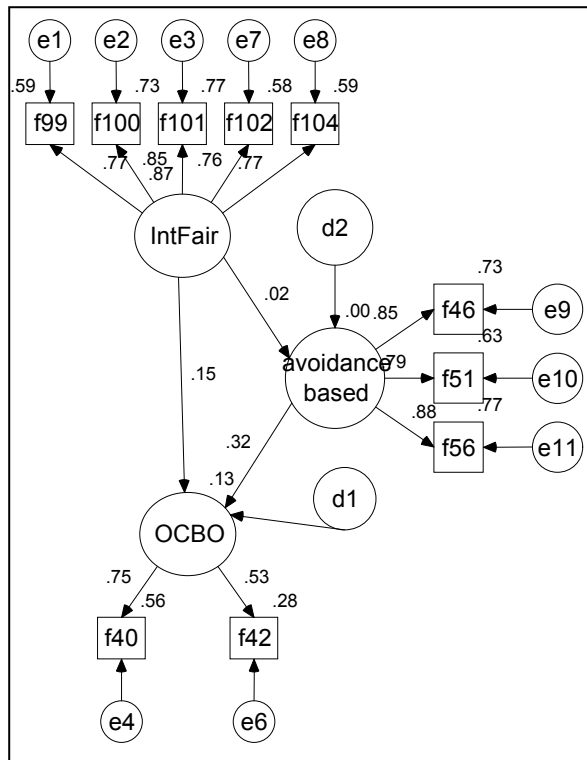 e1 e2 e3 e7 e8
.59 .73 .77 .58 .59
f99 f100 f101 f102 f104
.77 .85 .87 .76 .77
IntFair
d2
.02
.00 .85 .73
f46 e9
.63
avoidance
based
.79
f51 e10
.77
.88
f56 e11
.15
.32
.13
d1
OCBO
.75 .53
.56 .28
f40 f42
e4 e6